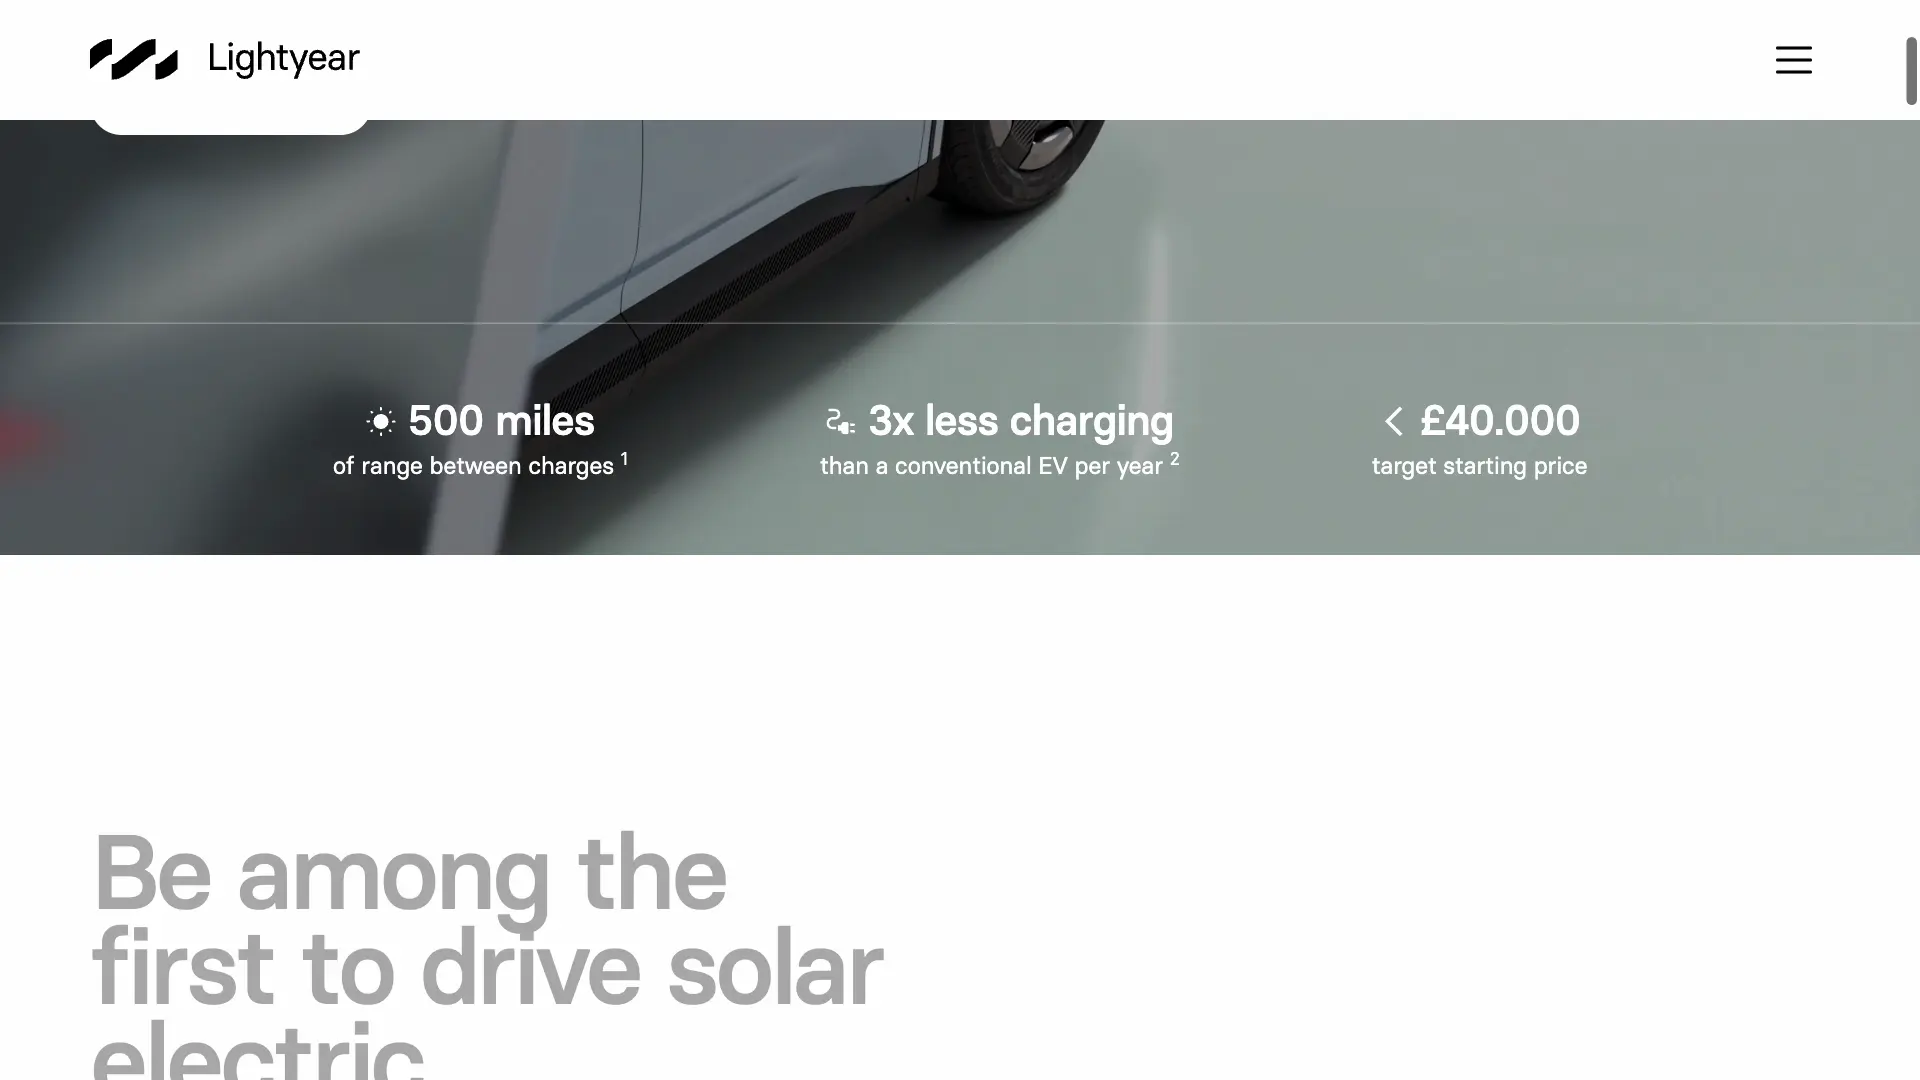 Lightyear
500 miles
of range between charges 1
3x less charging
than a conventional EV per year 2
< £40.000
target starting price
Be among the
first to drive solar
electric